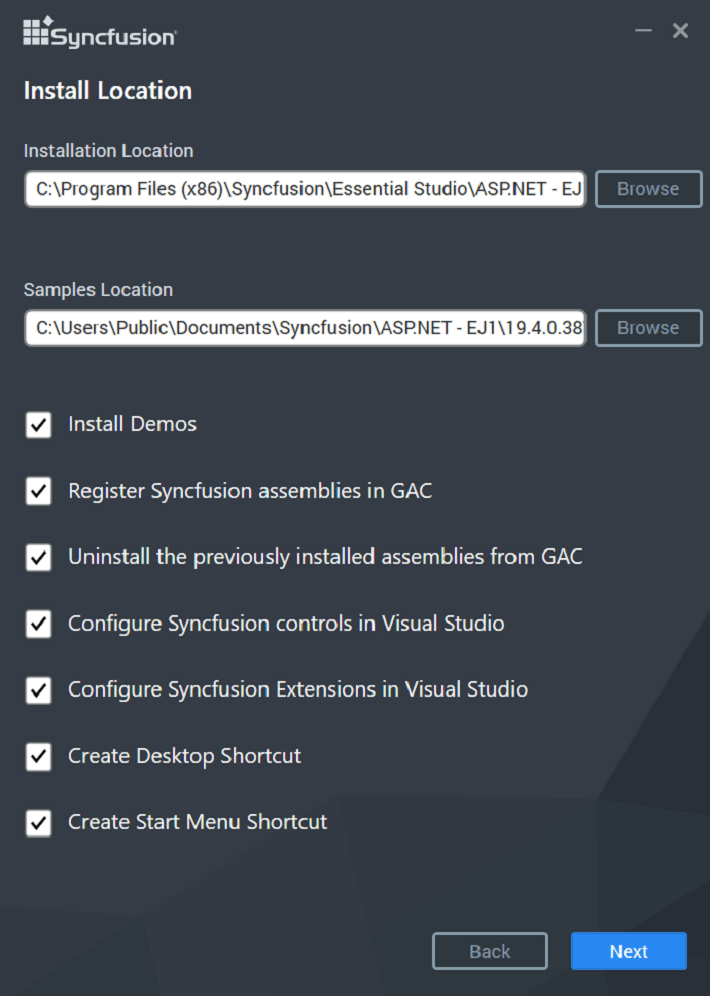 Syncfusion
Install Location
Installation Location
C:\Program Files (x86)\Syncfusion\Essential Studio\ASP.NET - EJ
Browse
Samples Location
C:\Users\Public\Documents\Syncfusion\ASP.NET - EJ1\19.4.0.38
Browse
Install Demos
Register Syncfusion assemblies in GAC
Uninstall the previously installed assemblies from GAC
Configure Syncfusion controls in Visual Studio
Configure Syncfusion Extensions in Visual Studio
Create Desktop Shortcut
Create Start Menu Shortcut
Back
Next